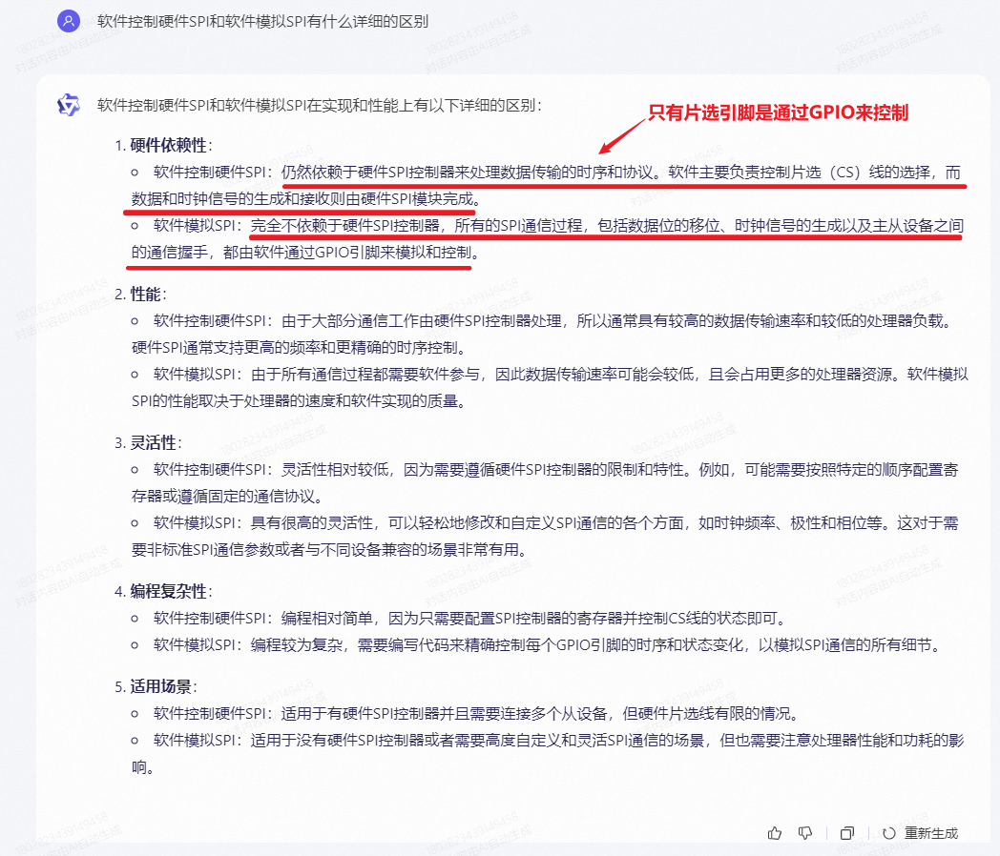 软件控制硬件SPI和软件模拟SPI有什么详细的区别
软件控制硬件SPI和软件模拟SPI在实现和性能上有以下详细的区别：
只有片选引脚是通过GPIO来控制
1. 硬件依赖性：
软件控制硬件SPI：仍然依赖于硬件SPI控制器来处理数据传输的时序和协议。软件主要负责控制片选（CS）线的选择，而
数据和时钟信号的生成和接收则由硬件SPI模块完成。
软件模拟SPI：完全不依赖于硬件SPI控制器，所有的SPI通信过程，包括数据位的移位、时钟信号的生成以及主从设备之间
的通信握手，都由软件通过GPIO引脚来模拟和控制。
2. 性能：
软件控制硬件SPI：由于大部分通信工作由硬件SPI控制器处理，所以通常具有较高的数据传输速率和较低的处理器负载。
硬件SPI通常支持更高的频率和更精确的时序控制。
软件模拟SPI：由于所有通信过程都需要软件参与，因此数据传输速率可能会较低，且会占用更多的处理器资源。软件模拟
SPI的性能取决于处理器的速度和软件实现的质量。
3. 灵活性：
软件控制硬件SPI：灵活性相对较低，因为需要遵循硬件SPI控制器的限制和特性。例如，可能需要按照特定的顺序配置寄
存器或遵循固定的通信协议。
软件模拟SPI：具有很高的灵活性，可以轻松地修改和自定义SPI通信的各个方面，如时钟频率、极性和相位等。这对于需
要非标准SPI通信参数或者与不同设备兼容的场景非常有用。
4. 编程复杂性：
软件控制硬件SPI：编程相对简单，因为只需要配置SPI控制器的寄存器并控制CS线的状态即可。
软件模拟SPI：编程较为复杂，需要编写代码来精确控制每个GPIO引脚的时序和状态变化，以模拟SPI通信的所有细节。
5. 适用场景：
软件控制硬件SPI：适用于有硬件SPI控制器并且需要连接多个从设备，但硬件片选线有限的情况。
软件模拟SPI：适用于没有硬件SPI控制器或者需要高度自定义和灵活SPI通信的场景，但也需要注意处理器性能和功耗的影
响。
重新生成